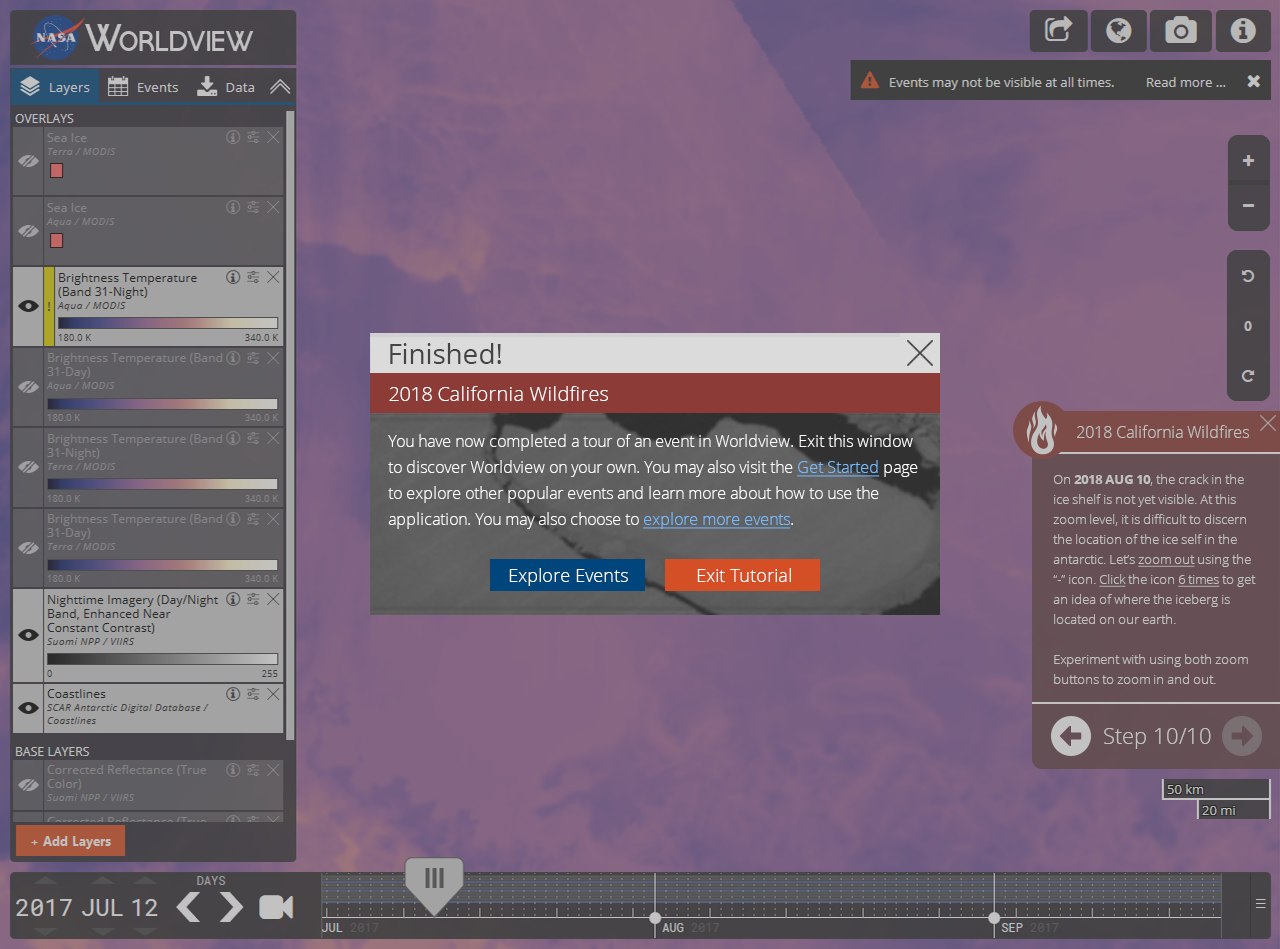 NASA WORLDVIEW
Layers Events Data
Events may not be visible at all times. Read more ...
OVERLAYS
Sea Ice
Terra / MODIS
Sea Ice
Aqua / MODIS
Brightness Temperature
(Band 31-Night)
Aqua / MODIS
!
180.0 K 340.0 K
Brightness Temperature (Band
31-Day)
Aqua / MODIS
180.0 K 340.0 K
Brightness Temperature (Band
31-Night)
Terra / MODIS
180.0 K 340.0 K
Brightness Temperature (Band
31-Day)
Terra / MODIS
180.0 K 340.0 K
Nighttime Imagery (Day/Night
Band, Enhanced Near
Constant Contrast)
Suomi NPP / VIIRS
0 255
Coastlines
SCAR Antarctic Digital Database /
Coastlines
BASE LAYERS
Corrected Reflectance (True
Color)
Suomi NPP / VIIRS
Corrected Reflectance (True
+ Add Layers
+
−
0
Finished!
2018 California Wildfires
You have now completed a tour of an event in Worldview. Exit this window
to discover Worldview on your own. You may also visit the Get Started page
to explore other popular events and learn more about how to use the
application. You may also choose to explore more events.
Explore Events Exit Tutorial
2018 California Wildfires
On 2018 AUG 10, the crack in the
ice shelf is not yet visible. At this
zoom level, it is difficult to discern
the location of the ice self in the
antarctic. Let's zoom out using the
“-” icon. Click the icon 6 times to get
an idea of where the iceberg is
located on our earth.
Experiment with using both zoom
buttons to zoom in and out.
Step 10/10
50 km
20 mi
DAYS
2017 JUL 12
JUL 2017 AUG 2017 SEP 2017